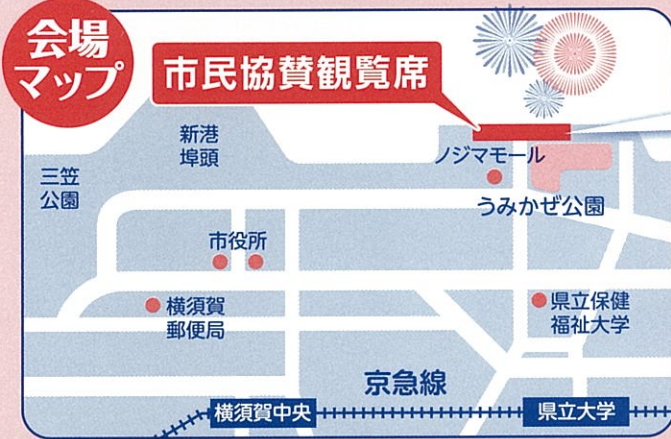 会場
マップ
市民協賛観覧席
新港
埠頭
三笠
公園
ノジマモール
うみかぜ公園
市役所
横須賀
郵便局
県立保健
福祉大学
京急線
横須賀中央
県立大学